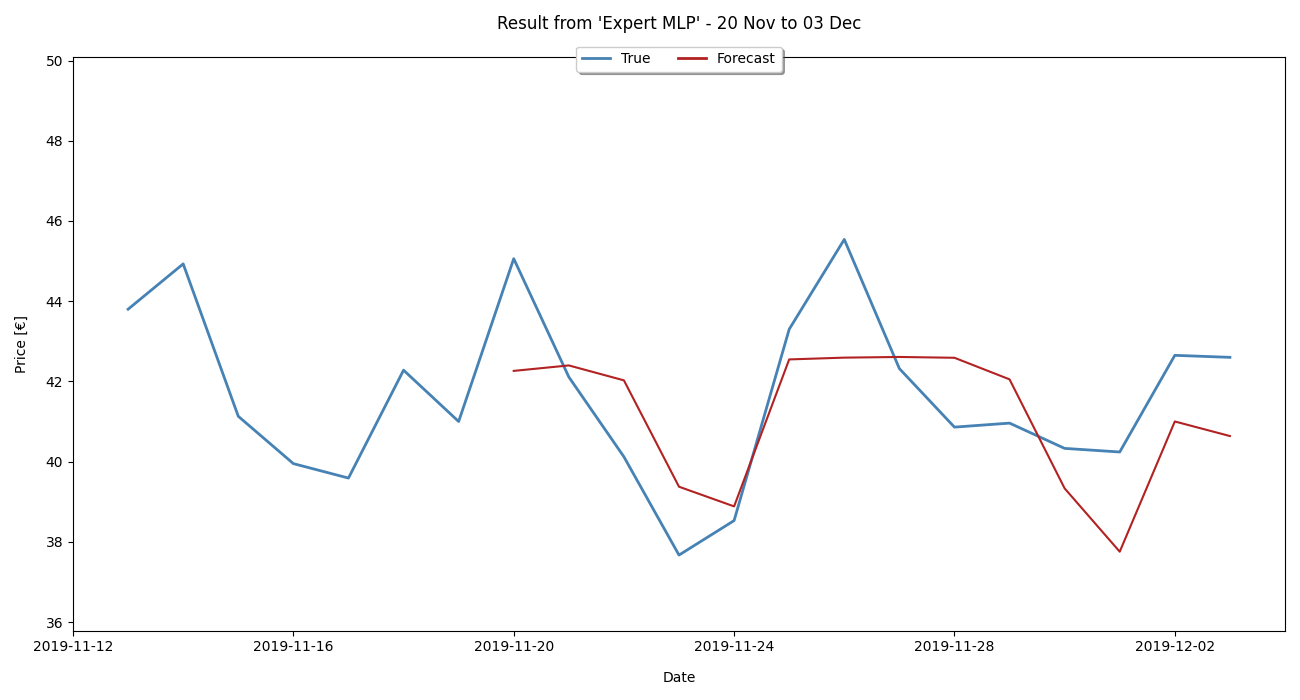 Result from 'Expert MLP' - 20 Nov to 03 Dec
True Forecast
50
48
46
44
42
40
38
36
Price [€]
2019-11-12 2019-11-16 2019-11-20 2019-11-24 2019-11-28 2019-12-02
Date